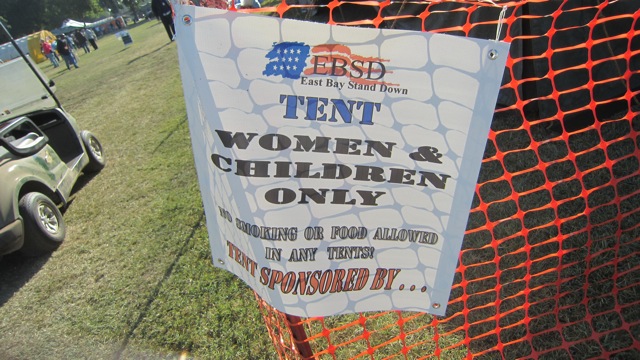 EBSD
East Bay Stand Down
TENT
WOMEN &
CHILDREN
ONLY
NO SMOKING OR FOOD ALLOWED
IN ANY TENTS!
TENT SPONSORED BY...